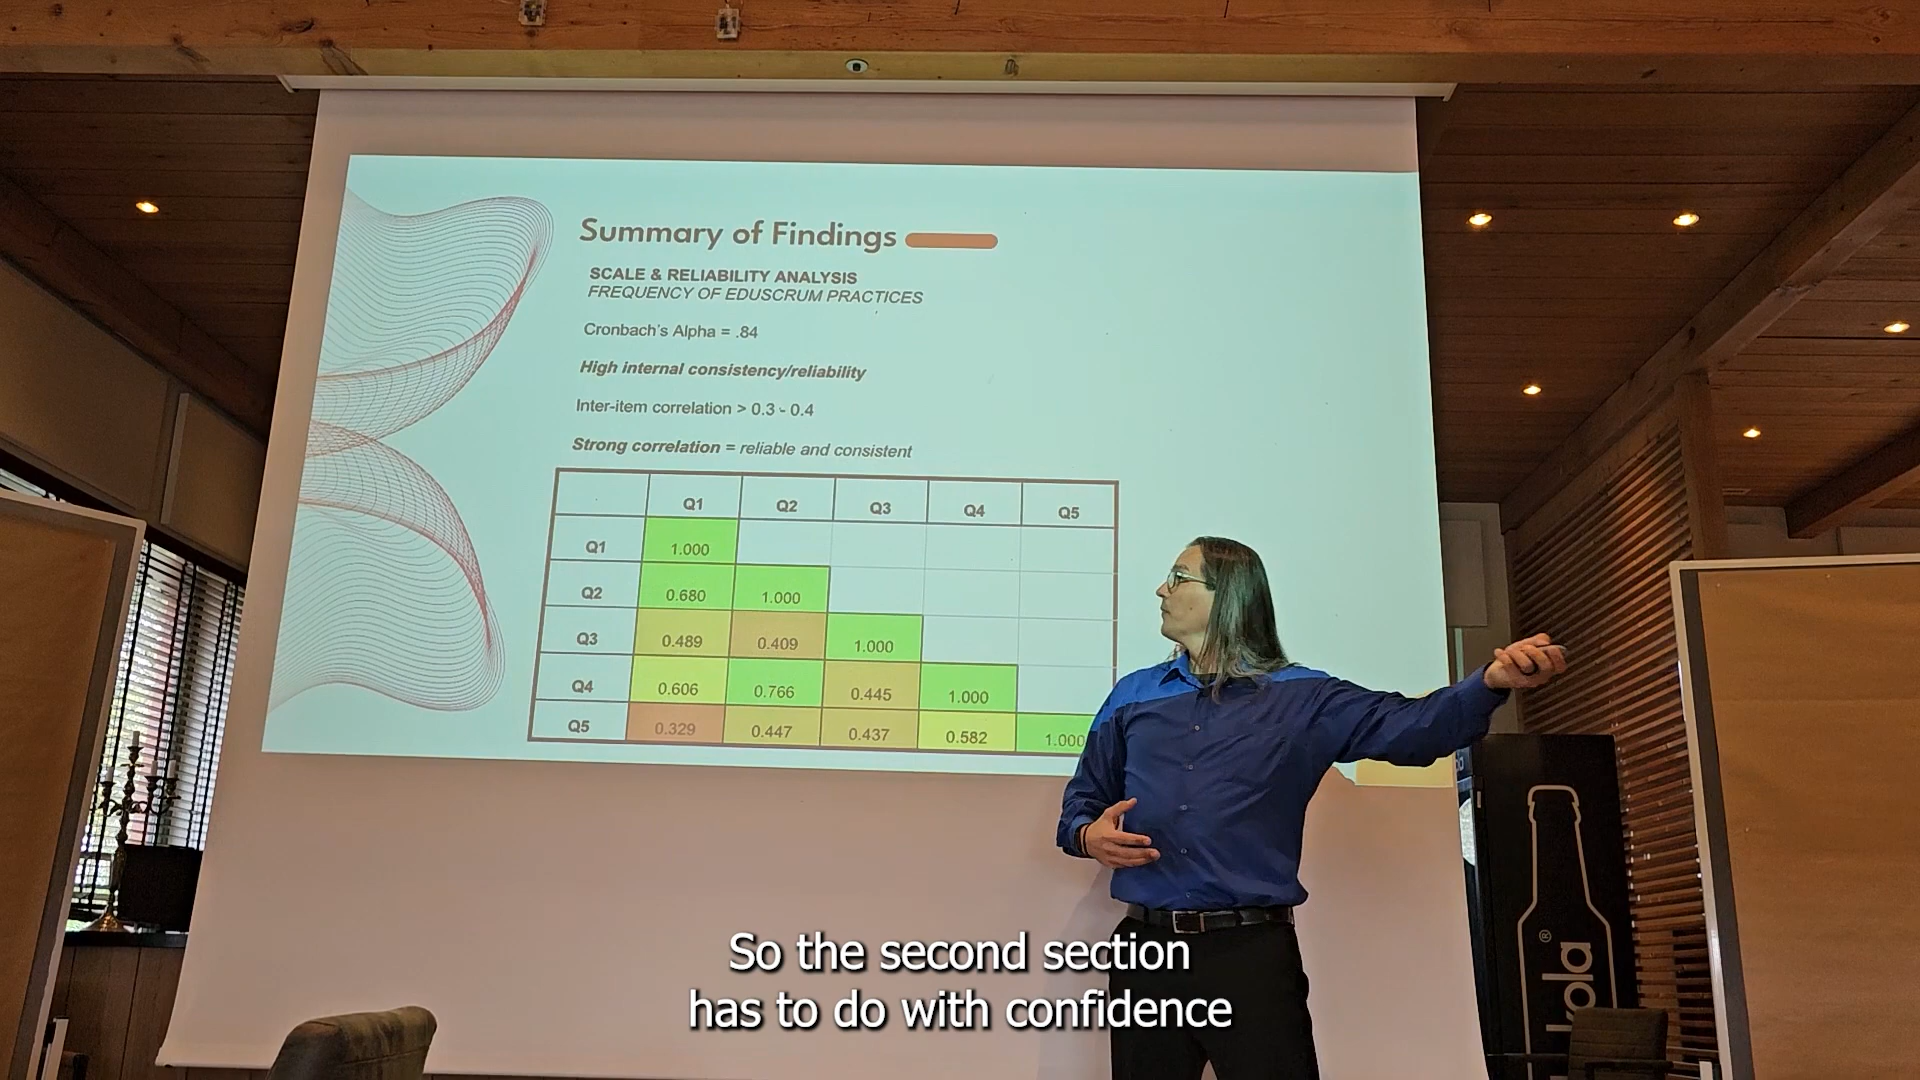 Summary of Findings
SCALE & RELIABILITY ANALYSIS
FREQUENCY OF EDUSCRUM PRACTICES
Cronbach's Alpha = .84
High internal consistency/reliability
Inter-item correlation > 0.3 - 0.4
Strong correlation = reliable and consistent
Q1 Q2 Q3 Q4 Q5
Q1 1.000
Q2 0.680 1.000
Q3 0.489 0.409 1.000
Q4 0.606 0.766 0.445 1.000
Q5 0.329 0.447 0.437 0.582 1.000
kola®
So the second section
has to do with confidence